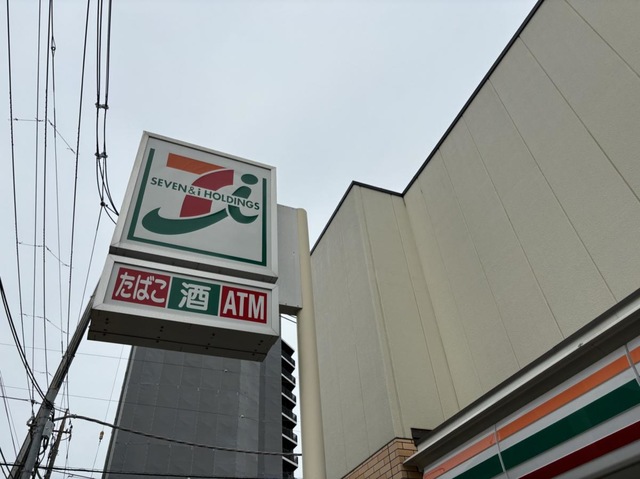 SEVEN & i HOLDINGS
たばこ 酒 ATM